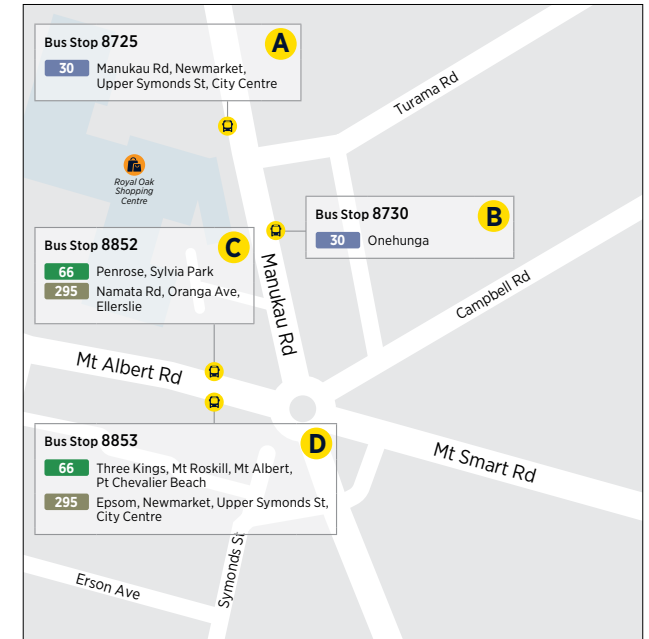 Bus Stop 8725
A
30 Manukau Rd, Newmarket,
Upper Symonds St, City Centre
Turama Rd
Royal Oak
Shopping
Centre
Bus Stop 8730
B
30 Onehunga
Bus Stop 8852
C
66 Penrose, Sylvia Park
295 Namata Rd, Oranga Ave,
Ellerslie
Manukau Rd
Campbell Rd
Mt Albert Rd
Bus Stop 8853
D
66 Three Kings, Mt Roskill, Mt Albert,
Pt Chevalier Beach
295 Epsom, Newmarket, Upper Symonds St,
City Centre
Mt Smart Rd
Symonds St
Erson Ave